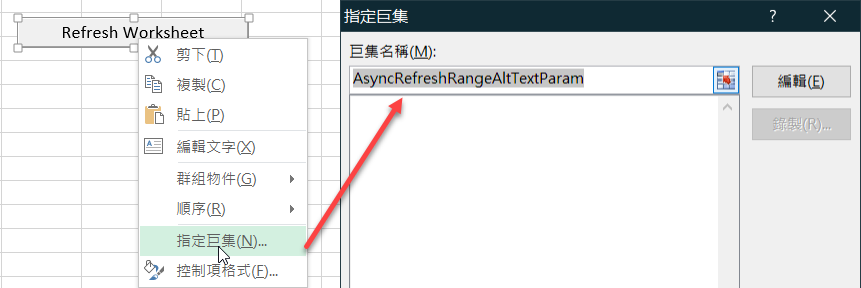 Refresh Worksheet
剪下(T)
複製(C)
貼上(P)
編輯文字(X)
群組物件(G)
順序(R)
指定巨集(N)...
控制項格式(F)...
指定巨集
巨集名稱(M):
AsyncRefreshRangeAltTextParam
編輯(E)
錄製(R)...